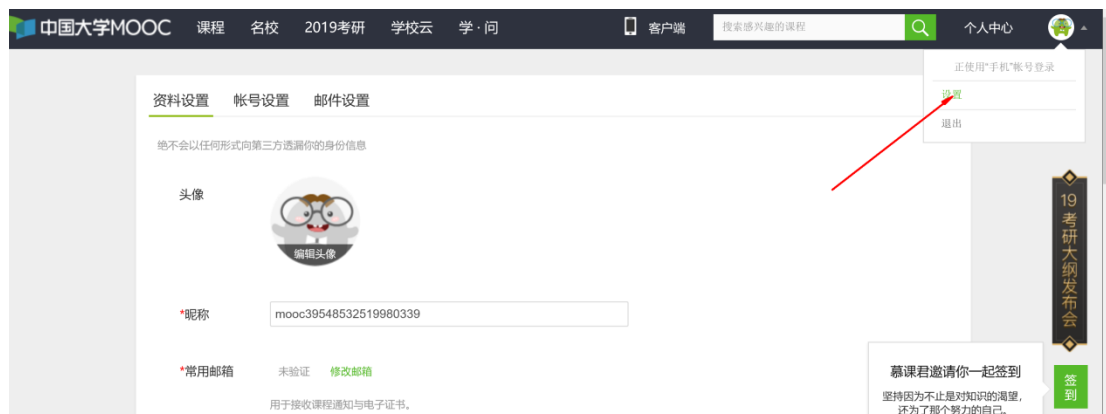 中国大学MOOC 课程 名校 2019考研 学校云 学·问 客户端 搜索感兴趣的课程 个人中心
正使用“手机”帐号登录
设置
退出
资料设置 帐号设置 邮件设置
绝不会以任何形式向第三方透漏你的身份信息
头像
编辑头像
*昵称 mooc39548532519980339
*常用邮箱 未验证 修改邮箱
用于接收课程通知与电子证书。
19考研大纲发布会
慕课君邀请你一起签到
坚持因为不止是对知识的渴望，
还为了那个努力的自己。
签到